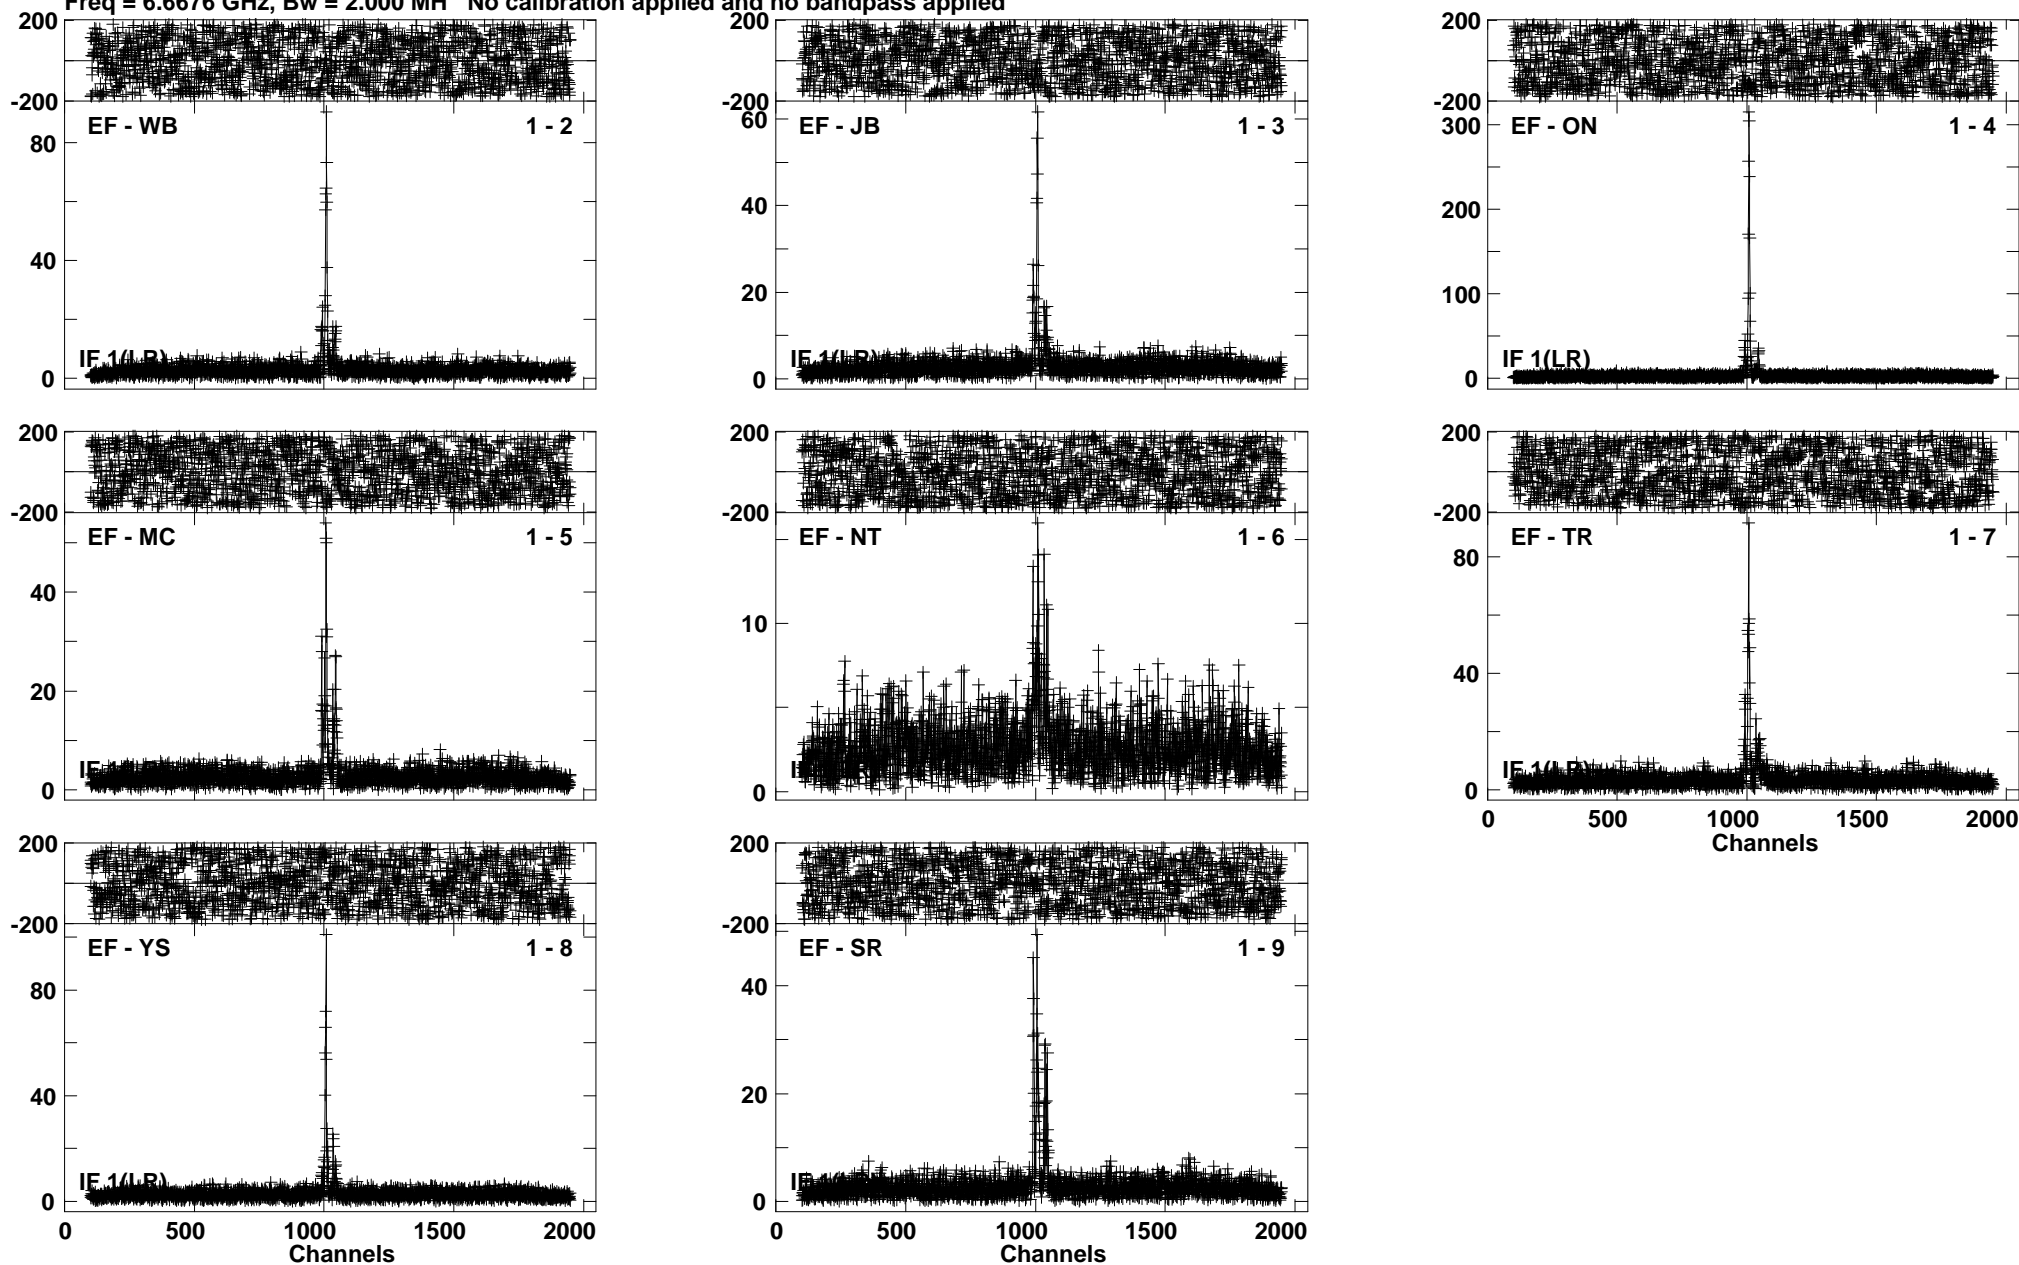 Freq = 6.6676 GHz, Bw = 2.000 MH No calibration applied and no bandpass applied
200
-200
EF - WB 1 - 2
80
40
0
IF 1(LR)
200
-200
EF - JB 1 - 3
60
40
20
0
IF 1(LR)
200
-200
EF - ON 1 - 4
300
200
100
0
IF 1(LR)
200
-200
EF - MC 1 - 5
40
20
0
200
-200
EF - NT 1 - 6
10
0
200
-200
EF - TR 1 - 7
80
40
0
IF 1(LR)
0 500 1000 1500 2000
Channels
200
-200
EF - YS 1 - 8
80
40
0
IF 1(LR)
0 500 1000 1500 2000
Channels
200
-200
EF - SR 1 - 9
40
20
0
0 500 1000 1500 2000
Channels